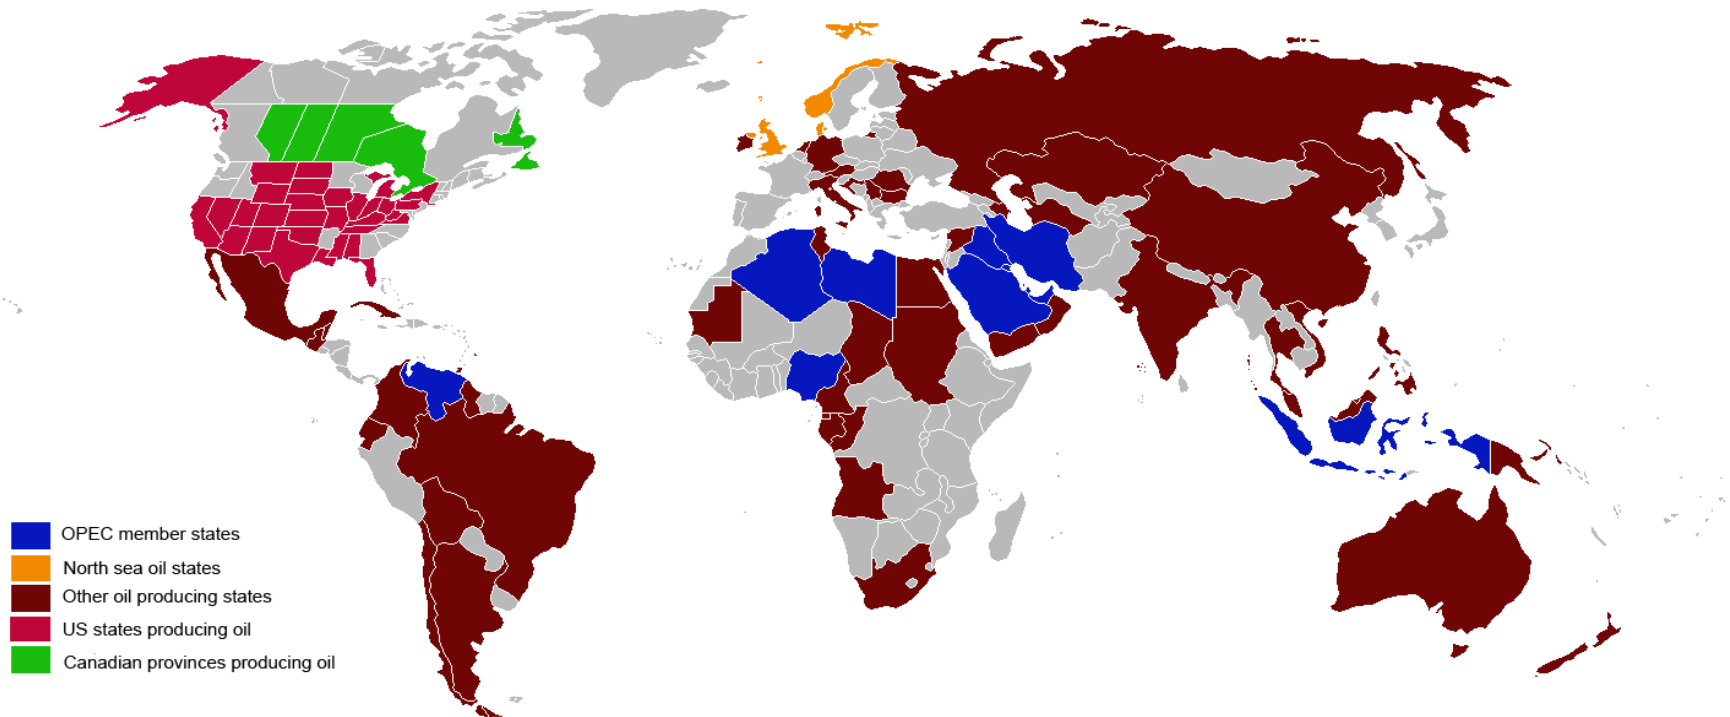 OPEC member states
North sea oil states
Other oil producing states
US states producing oil
Canadian provinces producing oil